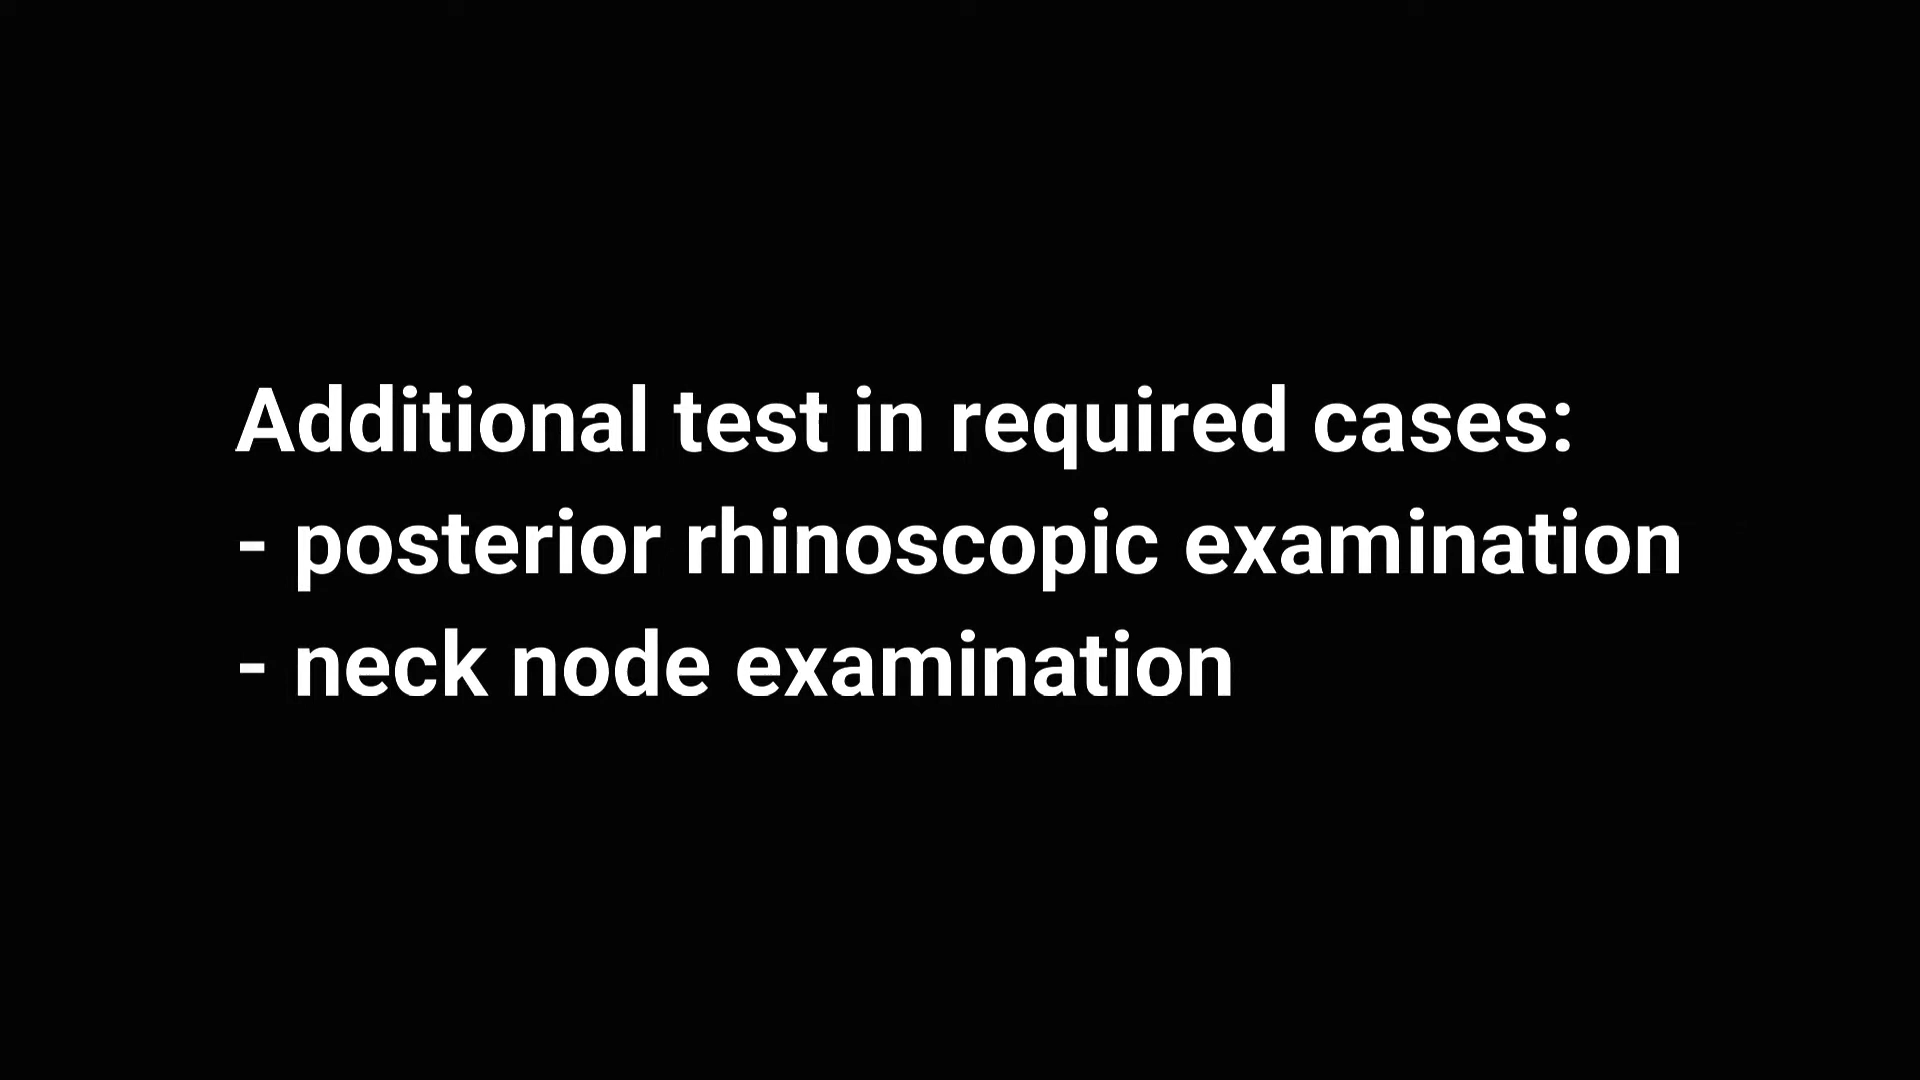 Additional test in required cases:
- posterior rhinoscopic examination
- neck node examination